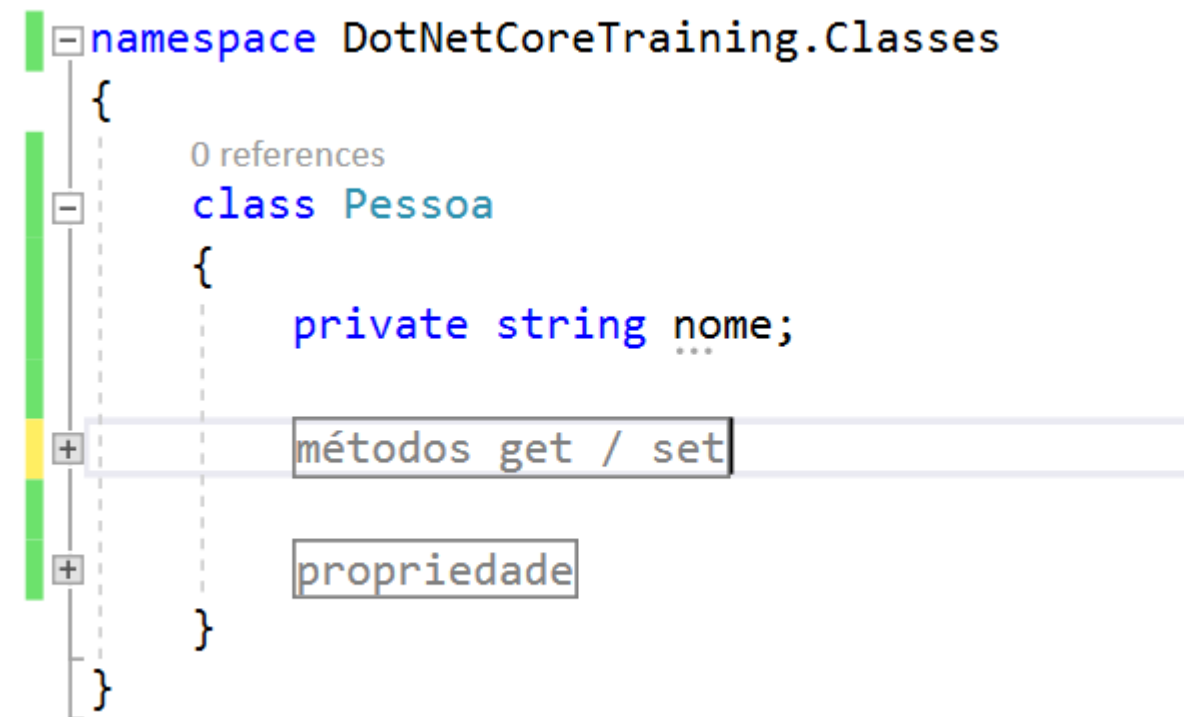 namespace DotNetCoreTraining.Classes
{
0 references
class Pessoa
{
private string nome;
métodos get / set
propriedade
}
}